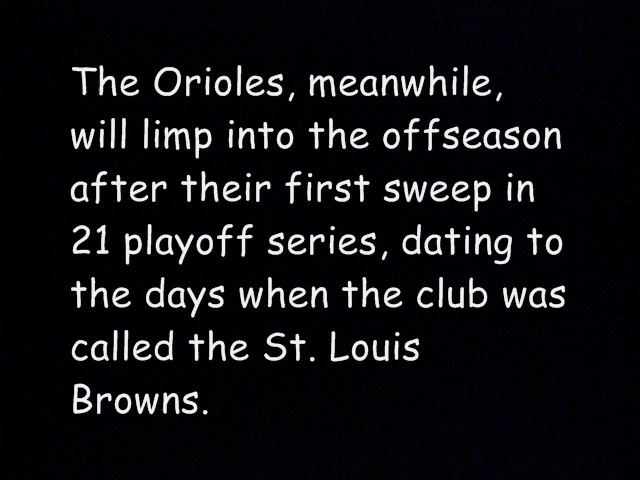 The Orioles, meanwhile,
will limp into the offseason
after their first sweep in
21 playoff series, dating to
the days when the club was
called the St. Louis
Browns.